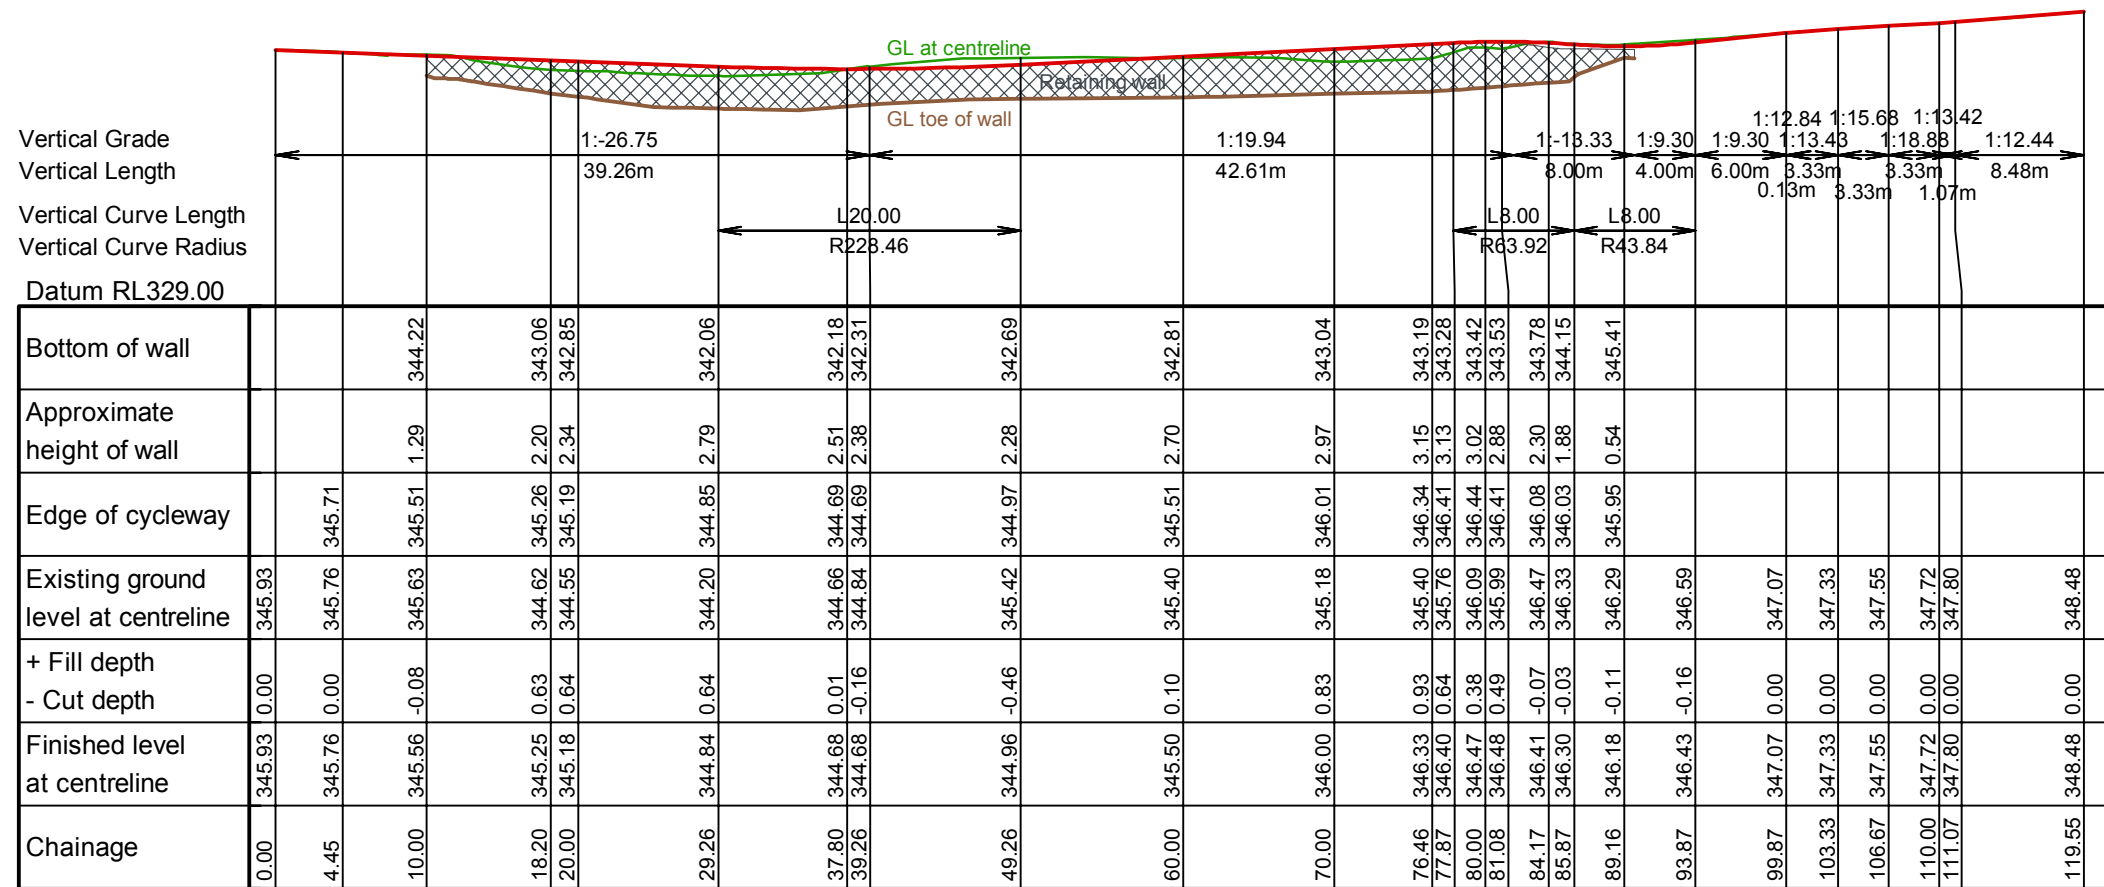 GL at centreline
Retaining wall
GL toe of wall
1:12.84 1:15.68 1:13.42
Vertical Grade 1:-26.75 1:19.94 1:-13.33 1:9.30 1:9.30 1:13.43 1:18.88 1:12.44
Vertical Length 39.26m 42.61m 8.00m 4.00m 6.00m 3.33m 3.33m 8.48m
0.13m 3.33m 1.07m
Vertical Curve Length L20.00 L8.00 L8.00
Vertical Curve Radius R228.46 R63.92 R43.84
Datum RL329.00
Bottom of wall 344.22 343.06 342.85 342.06 342.18 342.31 342.69 342.81 343.04 343.19 343.28 343.42 343.53 343.78 344.15 345.41
Approximate
height of wall 1.29 2.20 2.34 2.79 2.51 2.38 2.28 2.70 2.97 3.15 3.13 3.02 2.88 2.30 1.88 0.54
Edge of cycleway 345.71 345.51 345.26 345.19 344.85 344.69 344.69 344.97 345.51 346.01 346.34 346.41 346.44 346.41 346.08 346.03 345.95
Existing ground
level at centreline 345.93 345.76 345.63 344.62 344.55 344.20 344.66 344.84 345.42 345.40 345.18 345.40 345.76 346.09 345.99 346.47 346.33 346.29 346.59 347.07 347.33 347.55 347.72 347.80 348.48
+ Fill depth
- Cut depth 0.00 0.00 -0.08 0.63 0.64 0.64 0.01 -0.16 -0.46 0.10 0.83 0.93 0.64 0.38 0.49 -0.07 -0.03 -0.11 -0.16 0.00 0.00 0.00 0.00 0.00 0.00
Finished level
at centreline 345.93 345.76 345.56 345.25 345.18 344.84 344.68 344.68 344.96 345.50 346.00 346.33 346.40 346.47 346.48 346.41 346.30 346.18 346.43 347.07 347.33 347.55 347.72 347.80 348.48
Chainage 0.00 4.45 10.00 18.20 20.00 29.26 37.80 39.26 49.26 60.00 70.00 76.46 77.87 80.00 81.08 84.17 85.87 89.16 93.87 99.87 103.33 106.67 110.00 111.07 119.55